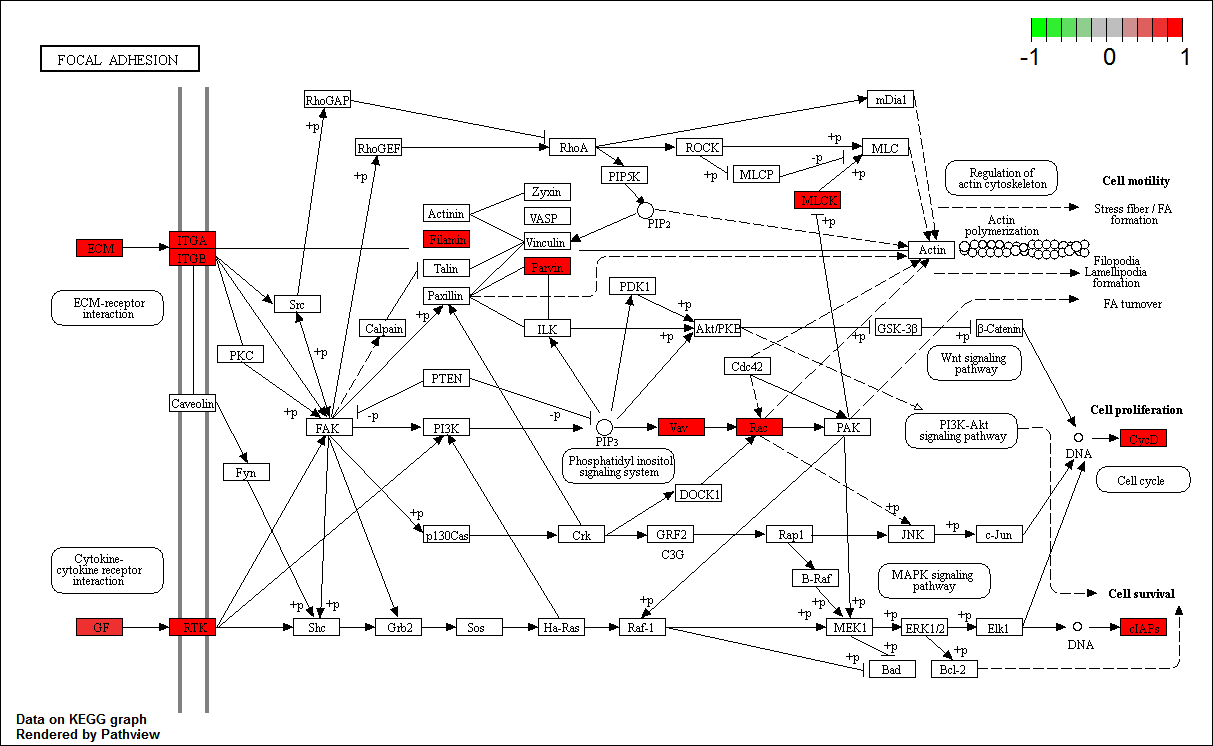 FOCAL ADHESION
-1 0 1
RhoGAP
mDia1
+p
RhoGEF
RhoA
ROCK
+p
MLC
-p
+p
MLCP
+p
PIP5K
+p
MLCK
+p
Regulation of
actin cytoskeleton
Cell motility
Stress fiber / FA
formation
Zyxin
Actinin
VASP
PIP2
Filamin
Vinculin
Actin
polymerization
Actin
ECM
ITGA
ITGB
Talin
Parvin
Filopodia
Lamellipodia
formation
ECM-receptor
interaction
Src
Paxillin
PDK1
FA turnover
+p
+p
Calpain
ILK
Akt/PKB
+p
GSK-3β
+p
β-Catenin
+p
+p
PKC
Wnt signaling
pathway
Cdc42
PTEN
Caveolin
+p
-p
-p
Cell proliferation
FAK
PI3K
PIP3
Vav
Rac
PAK
PI3K-Akt
signaling pathway
CycD
DNA
Phosphatidyl inositol
signaling system
Fyn
Cell cycle
DOCK1
+p
+p
+p
p130Cas
Crk
GRF2
C3G
Rap1
JNK
c-Jun
Cytokine-
cytokine receptor
interaction
B-Raf
MAPK signaling
pathway
Cell survival
+p
+p
+p
+p
+p
+p
+p
+p
+p
GF
RTK
Shc
Grb2
Sos
Ha-Ras
Raf-1
MEK1
ERK1/2
Elk1
DNA
cIAPs
+p
+p
+p
Bad
Bcl-2
Data on KEGG graph
Rendered by Pathview